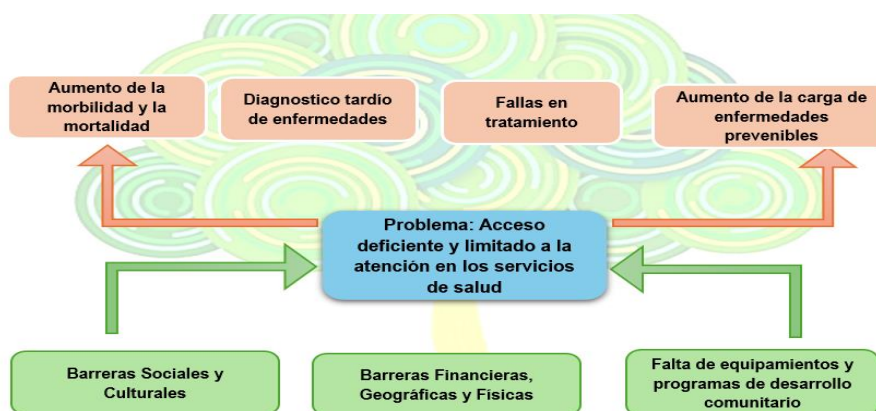 Aumento de la
morbilidad y la
mortalidad
Diagnostico tardío
de enfermedades
Fallas en
tratamiento
Aumento de la carga de
enfermedades
prevenibles
Problema: Acceso
deficiente y limitado a la
atención en los servicios
de salud
Barreras Sociales y
Culturales
Barreras Financieras,
Geográficas y Físicas
Falta de equipamientos y
programas de desarrollo
comunitario